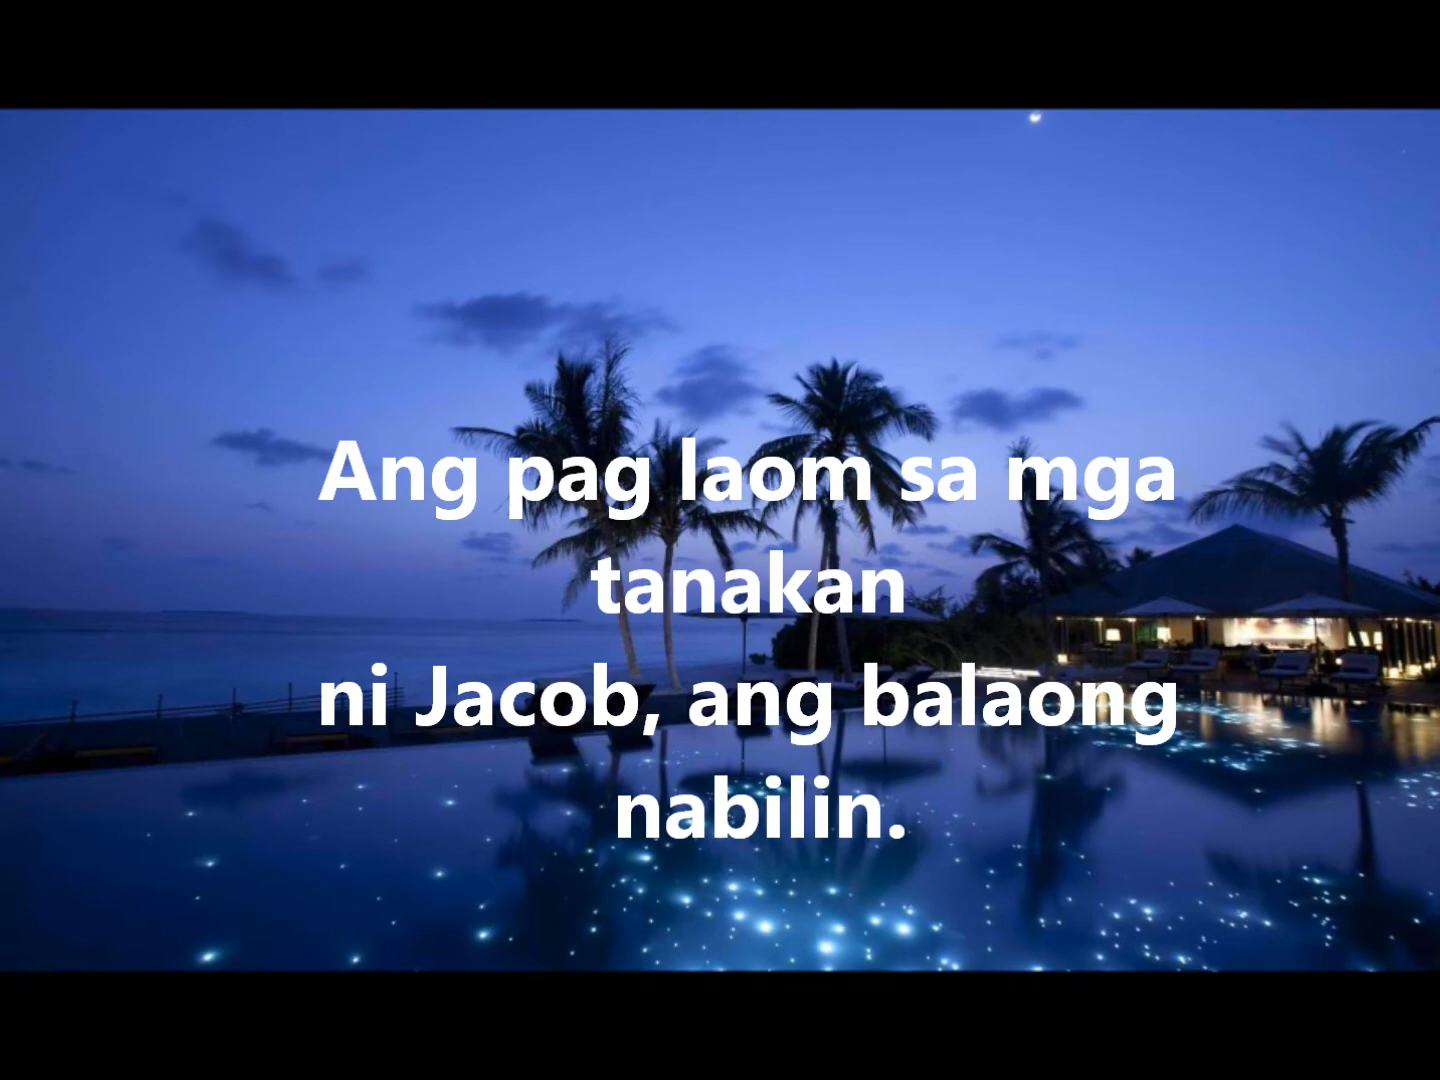 Ang pag laom sa mga
tanakan
ni Jacob, ang balaong
nabilin.